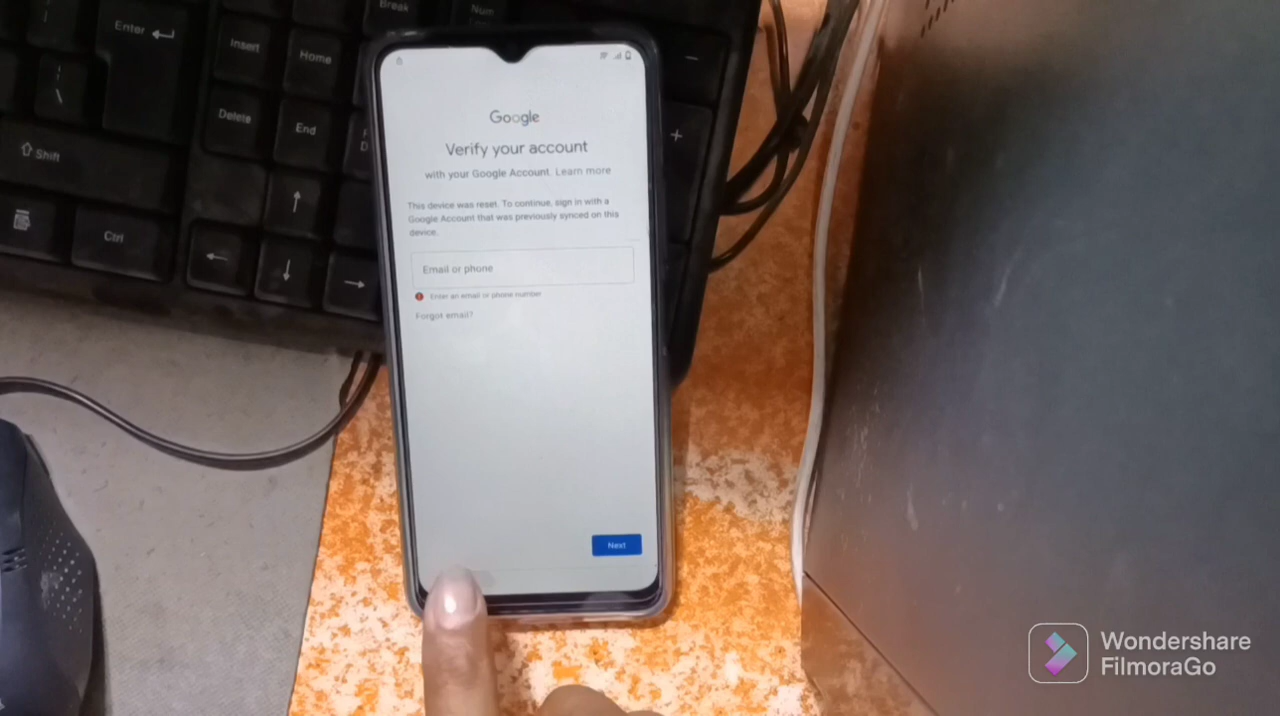 Break
Num
Enter
Insert
Home
Delete
End
Shift
Ctrl
Google
Verify your account
with your Google Account. Learn more
This device was reset. To continue, sign in with a
Google Account that was previously synced on this
device.
Email or phone
Enter an email or phone number
Forgot email?
Next
Wondershare
FilmoraGo